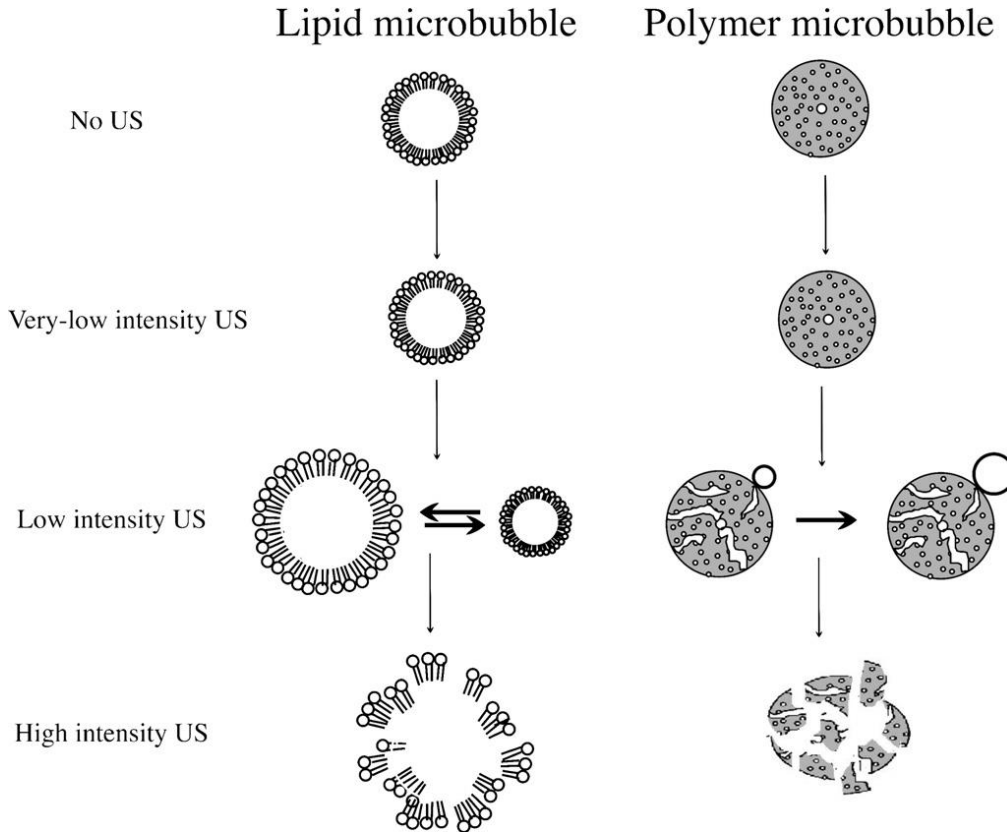 Lipid microbubble
Polymer microbubble
No US
Very-low intensity US
Low intensity US
High intensity US